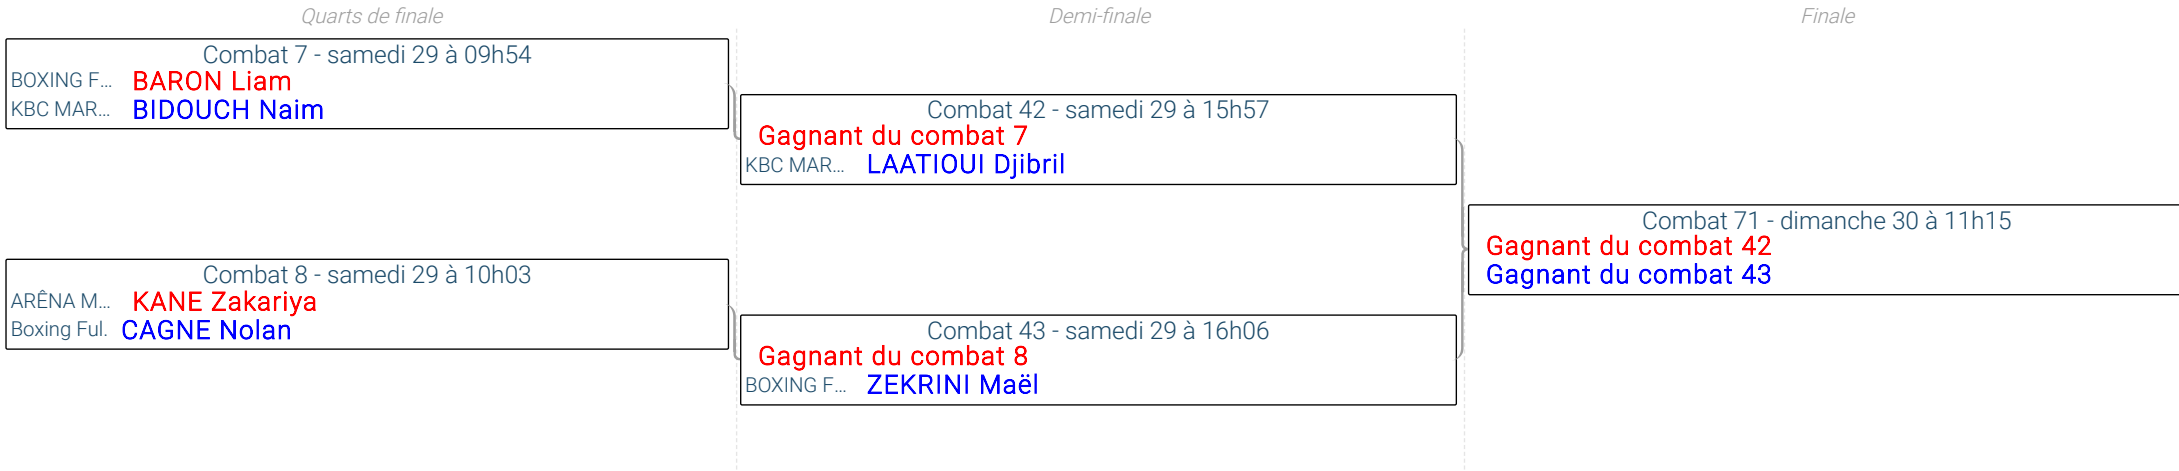 Quarts de finale
Demi-finale
Finale
Combat 7 - samedi 29 à 09h54
BOXING F... BARON Liam
KBC MAR... BIDOUCH Naim
Combat 42 - samedi 29 à 15h57
Gagnant du combat 7
KBC MAR... LAATIOUI Djibril
Combat 71 - dimanche 30 à 11h15
Gagnant du combat 42
Gagnant du combat 43
Combat 8 - samedi 29 à 10h03
ARÊNA M... KANE Zakariya
Boxing Ful. CAGNE Nolan
Combat 43 - samedi 29 à 16h06
Gagnant du combat 8
BOXING F... ZEKRINI Maël